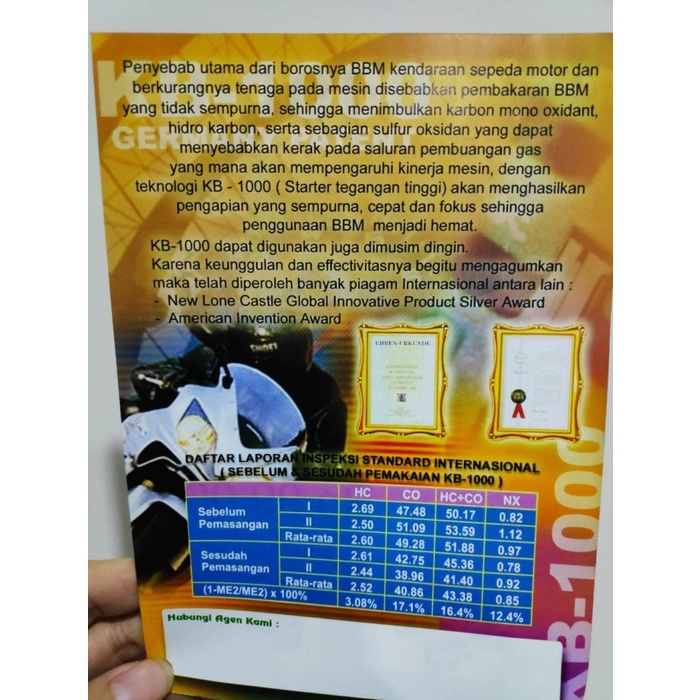 Penyebab utama dari borosnya BBM kendaraan sepeda motor dan
berkurangnya tenaga pada mesin disebabkan pembakaran BBM
yang tidak sempurna, sehingga menimbulkan karbon mono oxidant,
hidro karbon, serta sebagian sulfur oksidan yang dapat
menyebabkan kerak pada saluran pembuangan gas
yang mana akan mempengaruhi kinerja mesin, dengan
teknologi KB - 1000 ( Starter tegangan tinggi) akan menghasilkan
pengapian yang sempurna, cepat dan fokus sehingga
penggunaan BBM menjadi hemat.
KB-1000 dapat digunakan juga dimusim dingin.
Karena keunggulan dan effectivitasnya begitu mengagumkan
maka telah diperoleh banyak piagam Internasional antara lain :
- New Lone Castle Global Innovative Product Silver Award
- American Invention Award
EHREN-URKUNDE
DAFTAR LAPORAN INSPEKSI STANDARD INTERNASIONAL
( SEBELUM & SESUDAH PEMAKAIAN KB-1000 )
HC CO HC+CO NX
Sebelum Pemasangan I 2.69 47.48 50.17 0.82
II 2.50 51.09 53.59 1.12
Rata-rata 2.60 49.28 51.88 0.97
Sesudah Pemasangan I 2.61 42.75 45.36 0.78
II 2.44 38.96 41.40 0.92
Rata-rata 2.52 40.86 43.38 0.85
(1-ME2/ME2) x 100% 3.08% 17.1% 16.4% 12.4%
Hubungi Agen Kami :
KB-1000